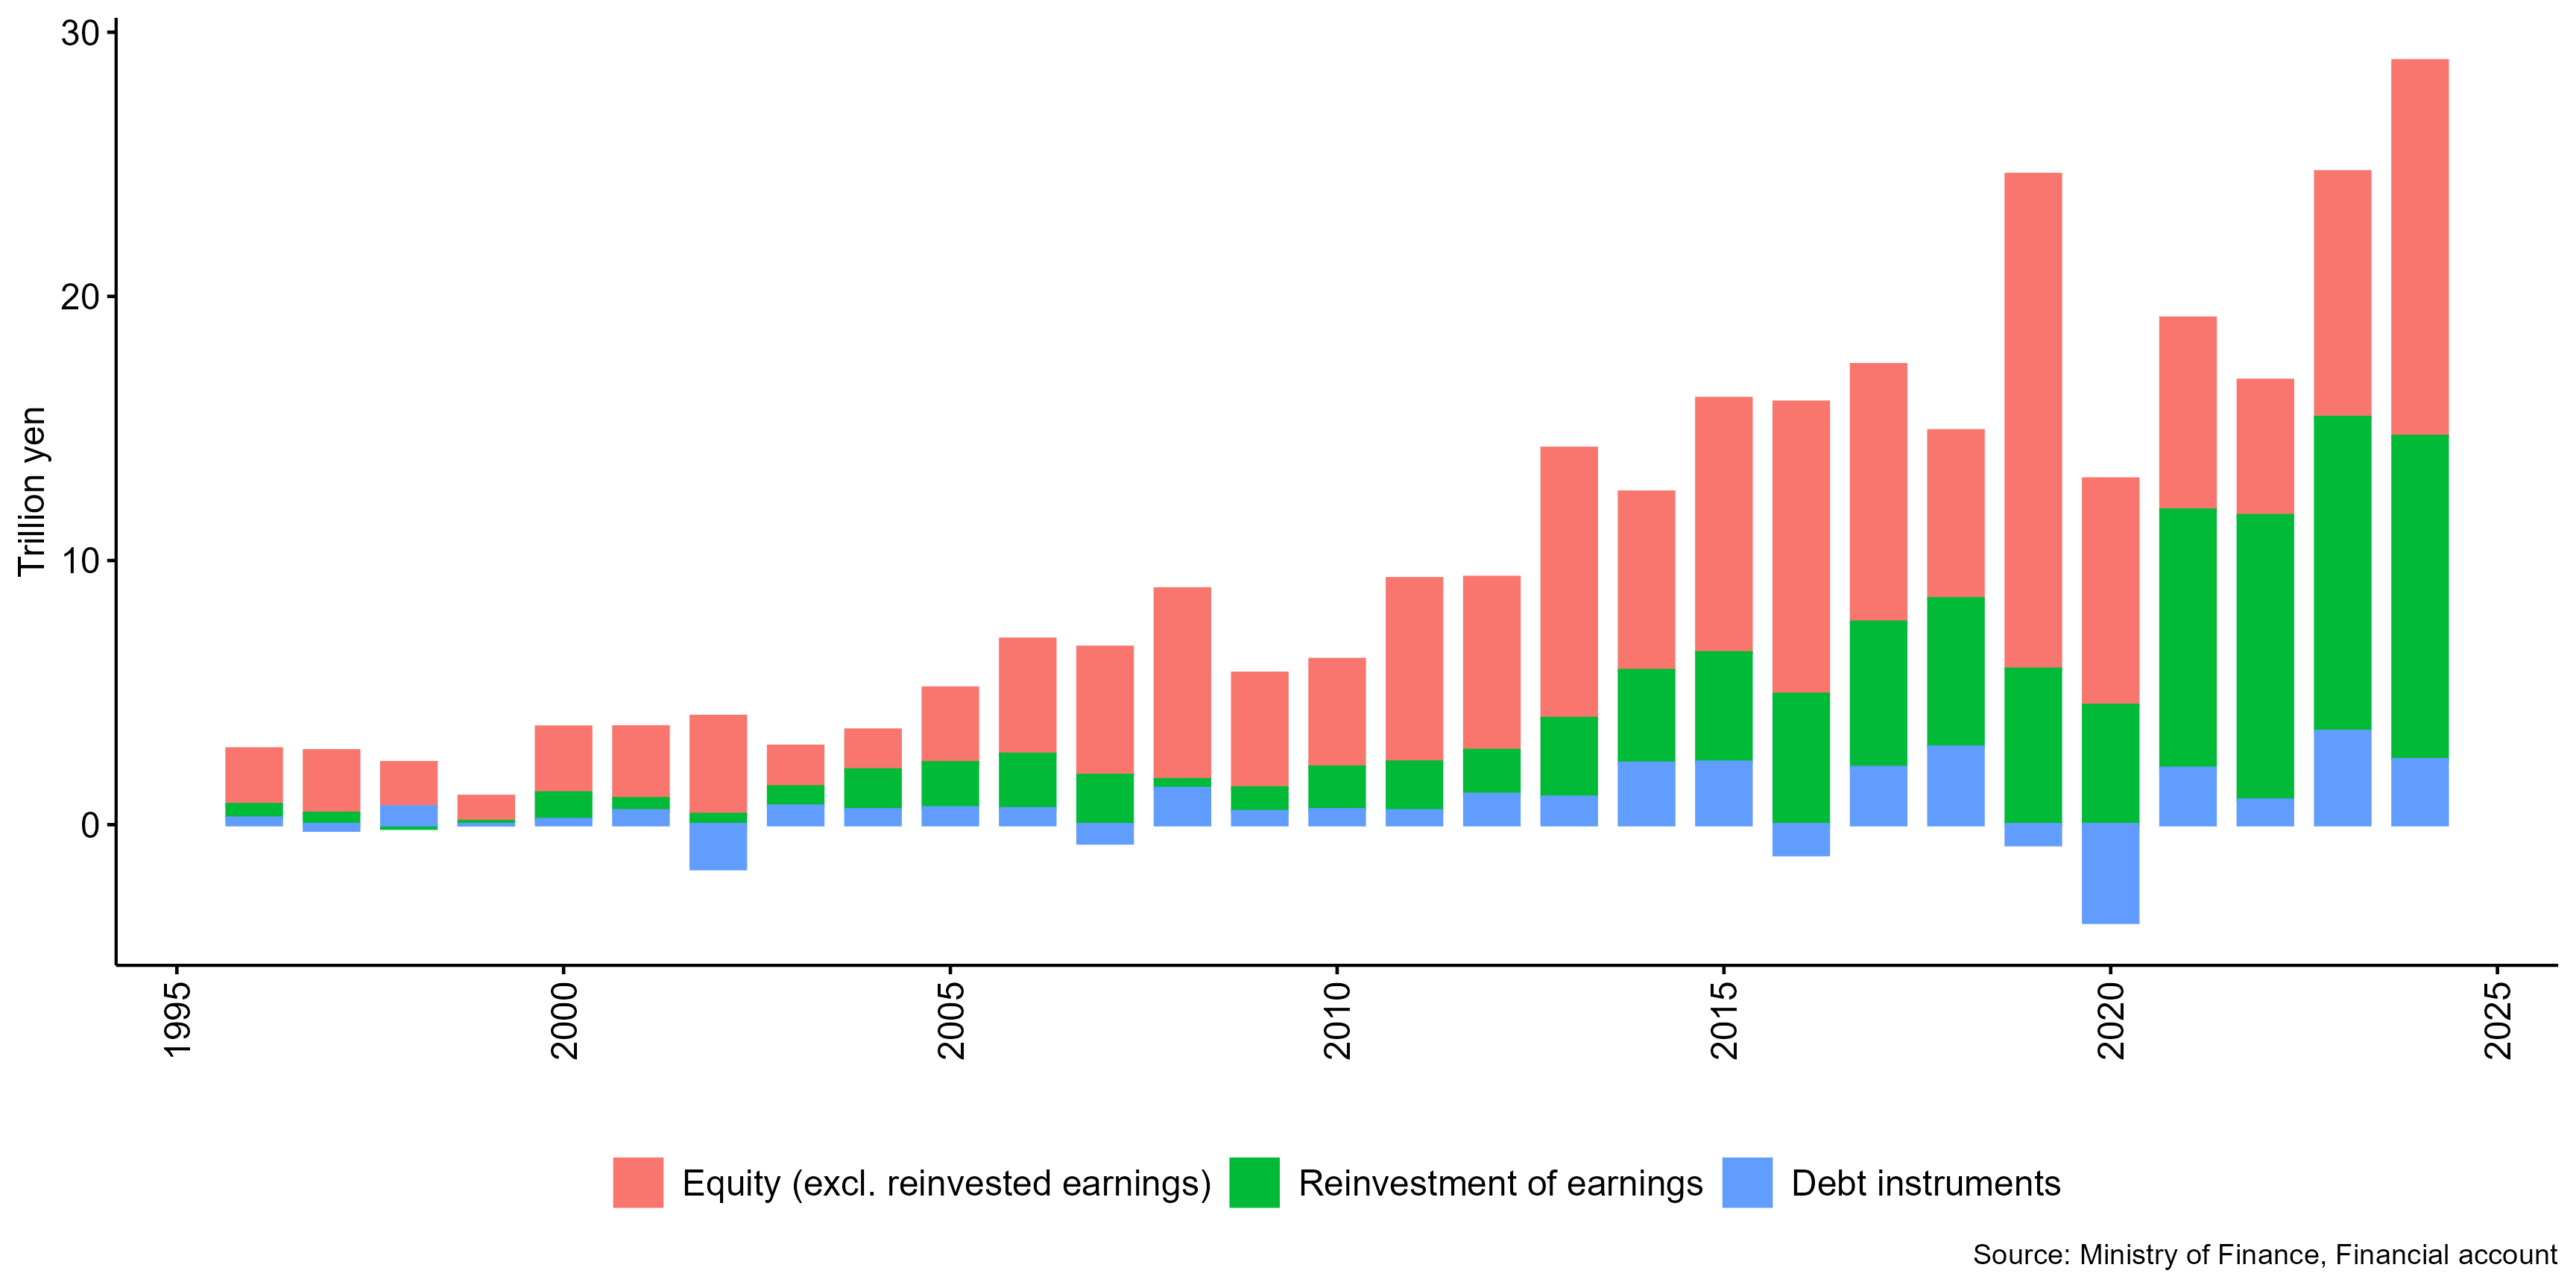 30
20
10
0
Trillion yen
1995
2000
2005
2010
2015
2020
2025
Equity (excl. reinvested earnings)
Reinvestment of earnings
Debt instruments
Source: Ministry of Finance, Financial account